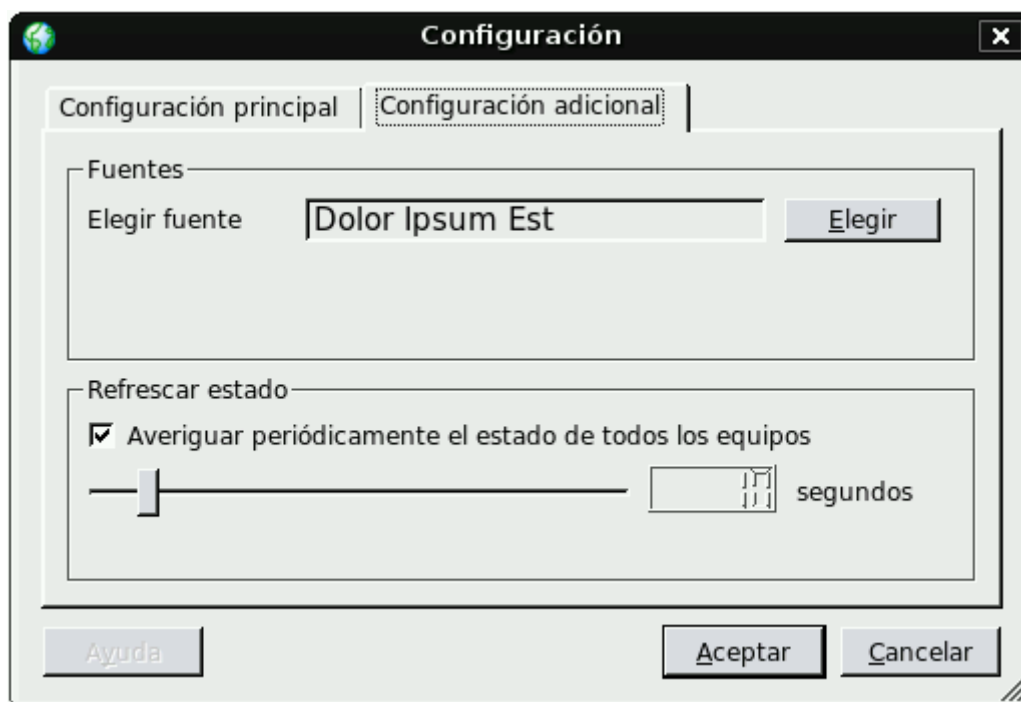 Configuración
Configuración principal
Configuración adicional
Fuentes
Elegir fuente
Dolor Ipsum Est
Elegir
Refrescar estado
Averiguar periódicamente el estado de todos los equipos
10 segundos
Ayuda
Aceptar
Cancelar